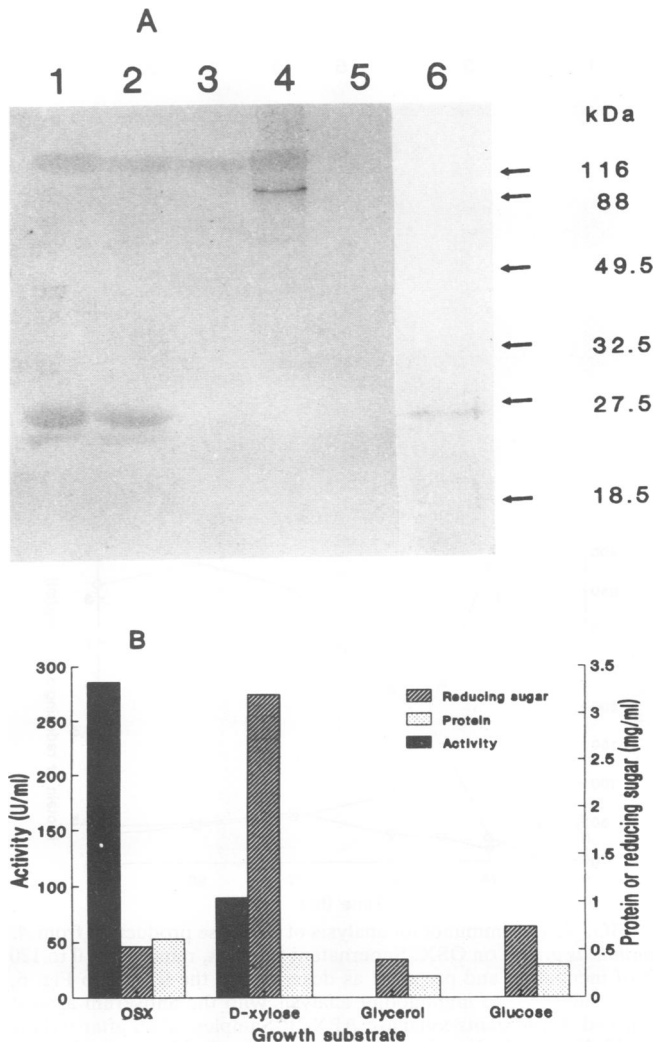 A
1 2 3 4 5 6
kDa
116
88
49.5
32.5
27.5
18.5
B
300
250
200
150
100
50
0
Activity (U/ml)
3.5
3
2.5
2
1.5
1
0.5
0
Protein or reducing sugar (mg/ml)
Reducing sugar
Protein
Activity
OSX D-xylose Glycerol Glucose
Growth substrate